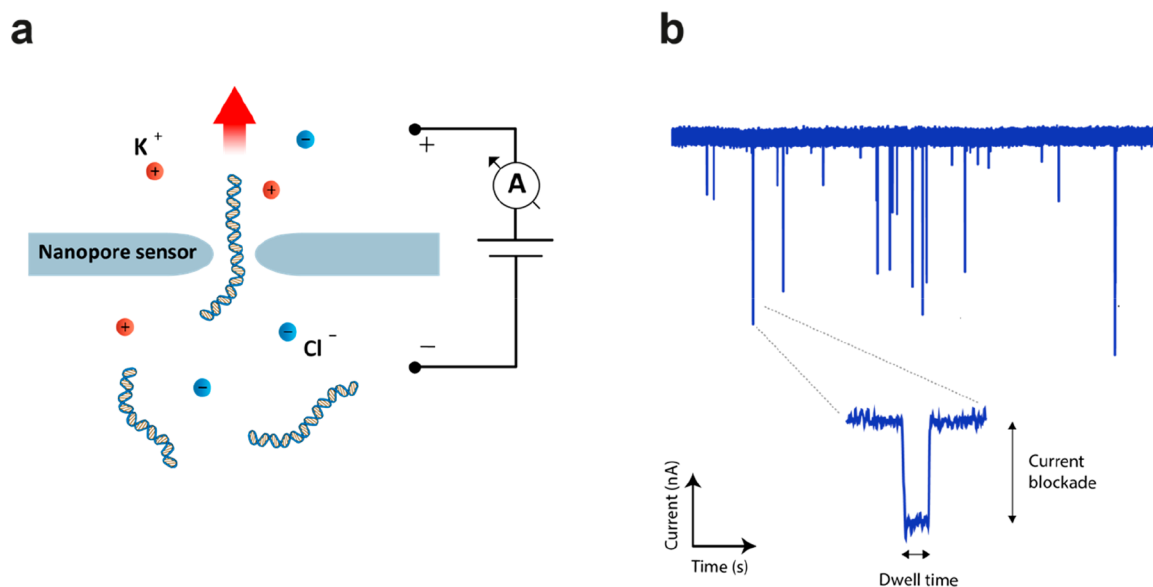 a
b
K+
−
+
+
A
+
Nanopore sensor
+
−
Cl−
−
−
Current
blockade
Current (nA)
Time (s)
Dwell time